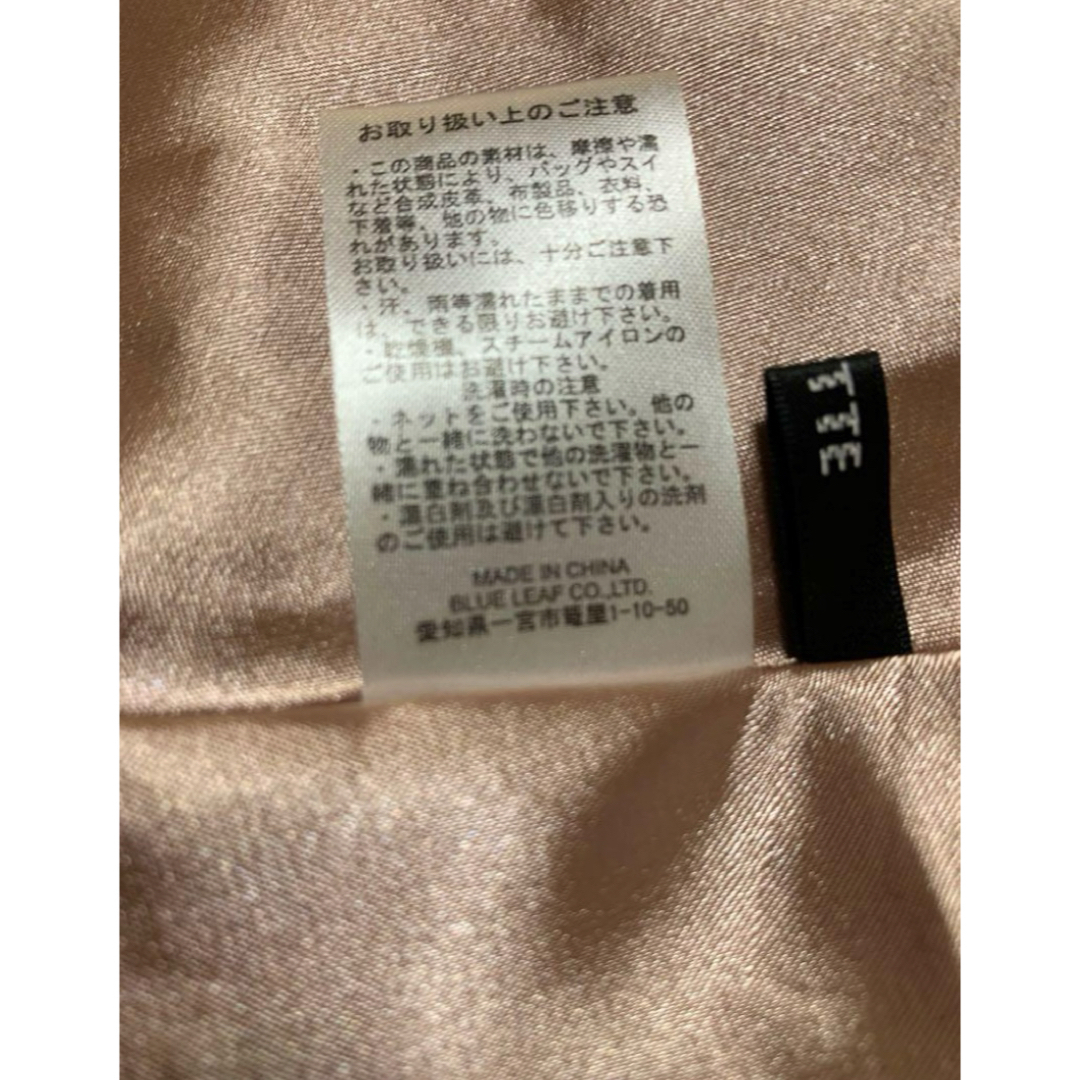 お取り扱い上のご注意
・この商品の素材は、摩擦や濡
れた状態により、バッグやスイ
など合成皮革、布製品、衣料、
下着等、他の物に色移りする恐
れがあります。
お取り扱いには、十分ご注意下
さい。
・汗、雨等濡れたままでの着用
は、できる限りお避け下さい。
・乾燥機、スチームアイロンの
ご使用はお避け下さい。
洗濯時の注意
・ネットをご使用下さい。他の
物と一緒に洗わないで下さい。
・濡れた状態で他の洗濯物と一
緒に重ね合わせないで下さい。
・漂白剤及び漂白剤入りの洗剤
のご使用は避けて下さい。
MADE IN CHINA
BLUE LEAF CO.,LTD.
愛知県一宮市篭屋1-10-50
TTE